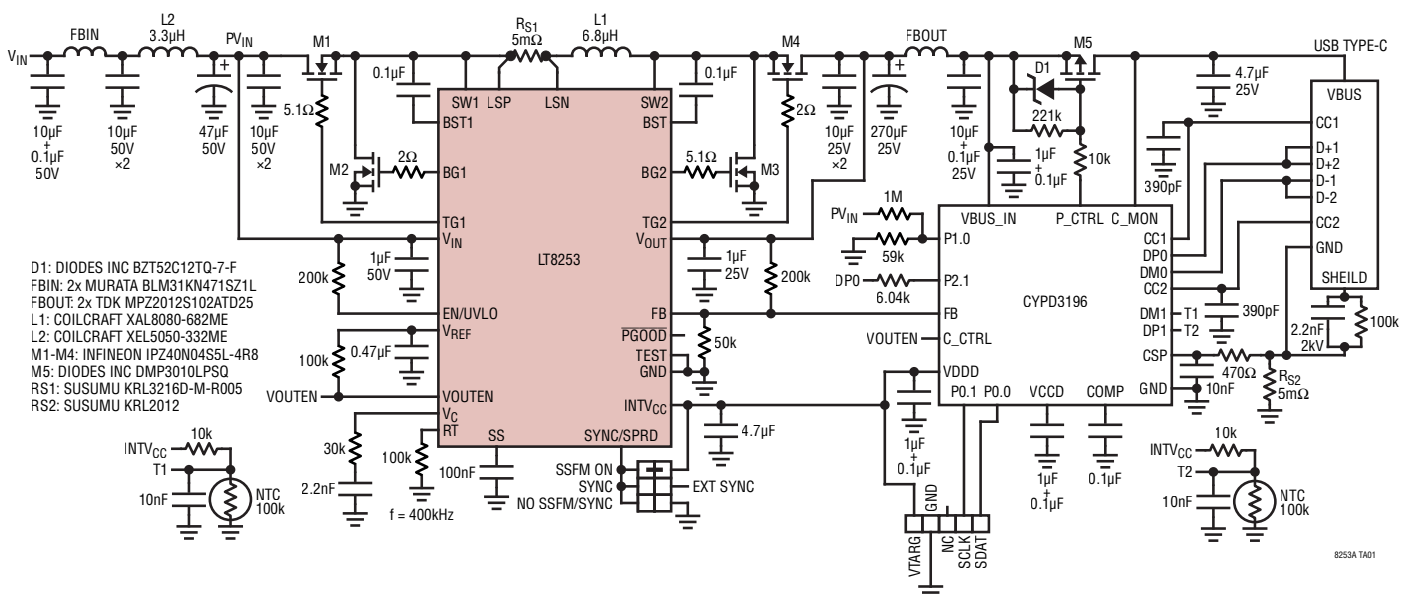 VIN
FBIN
L2
3.3µH
PVIN
M1
RS1
5mΩ
L1
6.8µH
M4
FBOUT
M5
USB TYPE-C
10µF
+
0.1µF
50V
10µF
50V
×2
47µF
50V
+
10µF
50V
×2
5.1Ω
0.1µF
M2
2Ω
SW1
LSP
LSN
SW2
BST1
BST
BG1
BG2
TG1
TG2
VIN
VOUT
LT8253
EN/UVLO
FB
VREF
PGOOD
TEST
GND
VOUTEN
INTVCC
VC
RT
SS
SYNC/SPRD
0.1µF
5.1Ω
M3
2Ω
10µF
25V
×2
+
270µF
25V
10µF
+
0.1µF
25V
D1
221k
10k
1µF
+
0.1µF
4.7µF
25V
VBUS
CC1
D+1
D+2
D-1
D-2
CC2
GND
SHEILD
390pF
PVIN
1M
59k
DP0
6.04k
VOUTEN
VBUS_IN
P_CTRL
C_MON
P1.0
P2.1
FB
C_CTRL
VDDD
P0.1
P0.0
VCCD
COMP
CYPD3196
CC1
DP0
DM0
CC2
DM1
DP1
CSP
GND
T1
T2
390pF
470Ω
10nF
RS2
5mΩ
2.2nF
2kV
100k
200k
1µF
50V
100k
0.47µF
VOUTEN
30k
2.2nF
100k
f = 400kHz
100nF
1µF
25V
200k
50k
4.7µF
SSFM ON
SYNC
NO SSFM/SYNC
EXT SYNC
1µF
+
0.1µF
1µF
+
0.1µF
0.1µF
VTARG
GND
NC
SCLK
SDAT
D1: DIODES INC BZT52C12TQ-7-F
FBIN: 2x MURATA BLM31KN471SZ1L
FBOUT: 2x TDK MPZ2012S102ATD25
L1: COILCRAFT XAL8080-682ME
L2: COILCRAFT XEL5050-332ME
M1-M4: INFINEON IPZ40N04S5L-4R8
M5: DIODES INC DMP3010LPSQ
RS1: SUSUMU KRL3216D-M-R005
RS2: SUSUMU KRL2012
INTVCC
10k
T1
10nF
NTC
100k
INTVCC
10k
T2
10nF
NTC
100k
8253A TA01